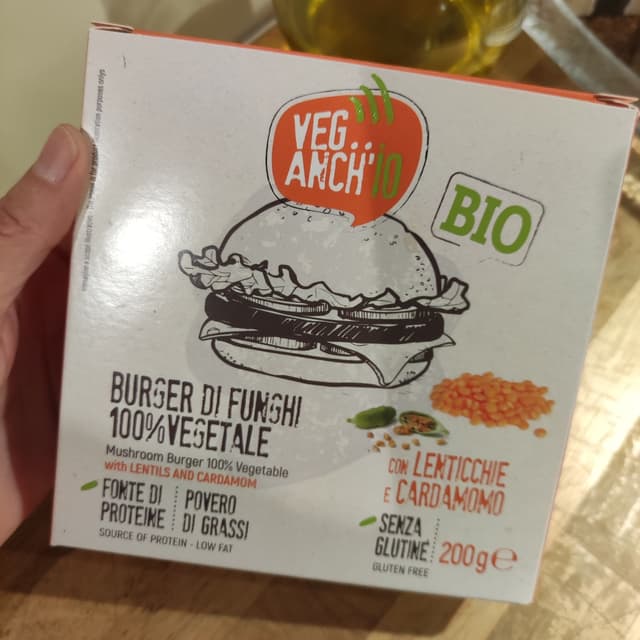 VEG
ANCH'io
BIO
BURGER DI FUNGHI
100% VEGETALE
Mushroom Burger 100% Vegetable
with LENTILS AND CARDAMOM
FONTE DI
PROTEINE
POVERO
DI GRASSI
SOURCE OF PROTEIN - LOW FAT
CON LENTICCHIE
E CARDAMOMO
SENZA
GLUTINE
GLUTEN FREE
200g e